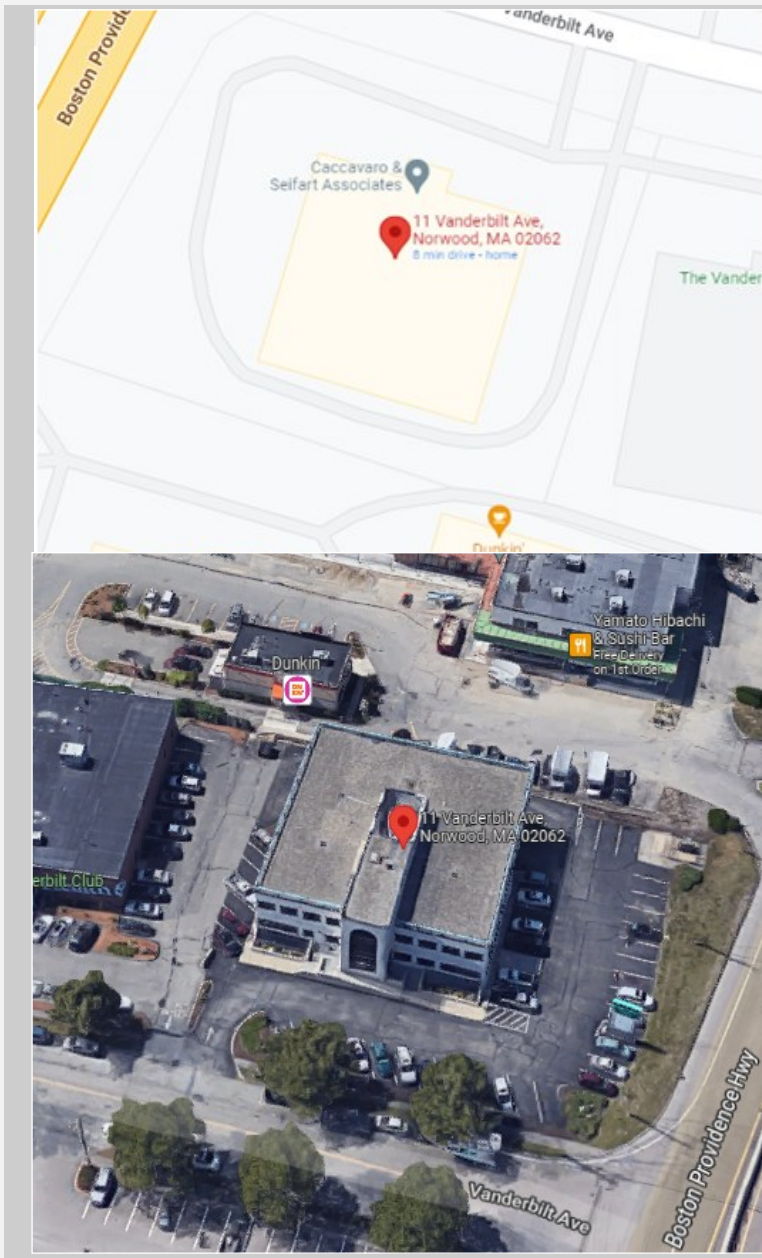 Vanderbilt Ave
Boston Provide
Caccavaro &
Seifart Associates
11 Vanderbilt Ave,
Norwood, MA 02062
8 min drive - home
The Vander
Dunkin'
Yamato Hibachi
& Sushi Bar
Free Delivery
on 1st Order
Dunkin'
11 Vanderbilt Ave,
Norwood, MA 02062
erbilt Club
Boston Providence Hwy
Vanderbilt Ave